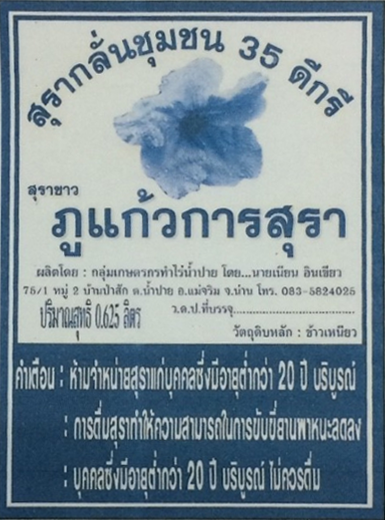 สุรากลั่นชุมชน 35 ดีกรี
สุราขาว
ภูแก้วการสุรา
ผลิตโดย : กลุ่มเกษตรกรทำไร่น้ำปาย โดย...นายเนียน อินเขียว
75/1 หมู่ 2 บ้านป่าสัก ต.น้ำปาย อ.แม่จริม จ.น่าน โทร. 083-5824025
ปริมาณสุทธิ 0.625 ลิตร
ว.ด.ป.ที่บรรจุ
วัตถุดิบหลัก : ข้าวเหนียว
คำเตือน : ห้ามจำหน่ายสุราแก่บุคคลซึ่งมีอายุต่ำกว่า 20 ปี บริบูรณ์
: การดื่มสุราทำให้ความสามารถในการขับขี่ยานพาหนะลดลง
: บุคคลซึ่งมีอายุต่ำกว่า 20 ปี บริบูรณ์ ไม่ควรดื่ม